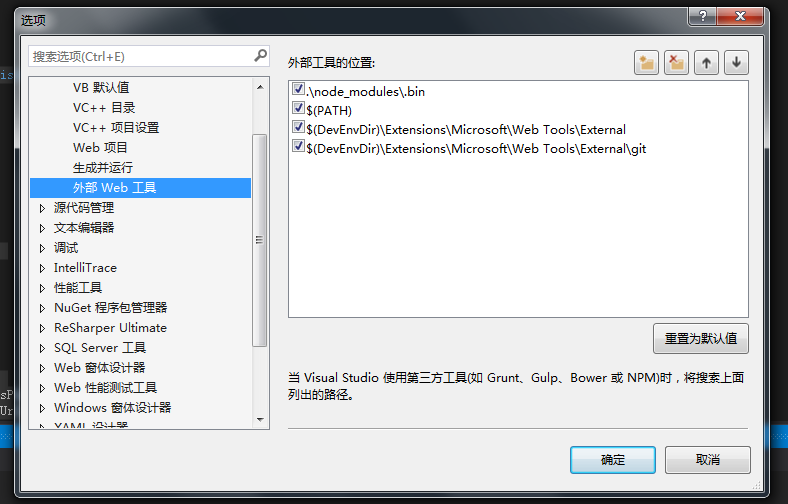 选项
搜索选项(Ctrl+E)
VB 默认值
VC++ 目录
VC++ 项目设置
Web 项目
生成并运行
外部 Web 工具
源代码管理
文本编辑器
调试
IntelliTrace
性能工具
NuGet 程序包管理器
ReSharper Ultimate
SQL Server 工具
Web 窗体设计器
Web 性能测试工具
Windows 窗体设计器
YAML 设计器
外部工具的位置:
.\node_modules\.bin
$(PATH)
$(DevEnvDir)\Extensions\Microsoft\Web Tools\External
$(DevEnvDir)\Extensions\Microsoft\Web Tools\External\git
重置为默认值
当 Visual Studio 使用第三方工具(如 Grunt、Gulp、Bower 或 NPM)时，将搜索上面
列出的路径。
确定
取消
is
sP
Ur